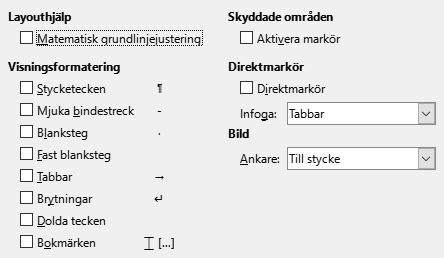 Layouthjälp
Matematisk grundlinjejustering
Visningsformatering
Stycketecken ¶
Mjuka bindestreck -
Blanksteg ·
Fast blanksteg
Tabbar →
Brytningar ↵
Dolda tecken
Bokmärken ⌶ [...]
Skyddade områden
Aktivera markör
Direktmarkör
Direktmarkör
Infoga: Tabbar
Bild
Ankare: Till stycke